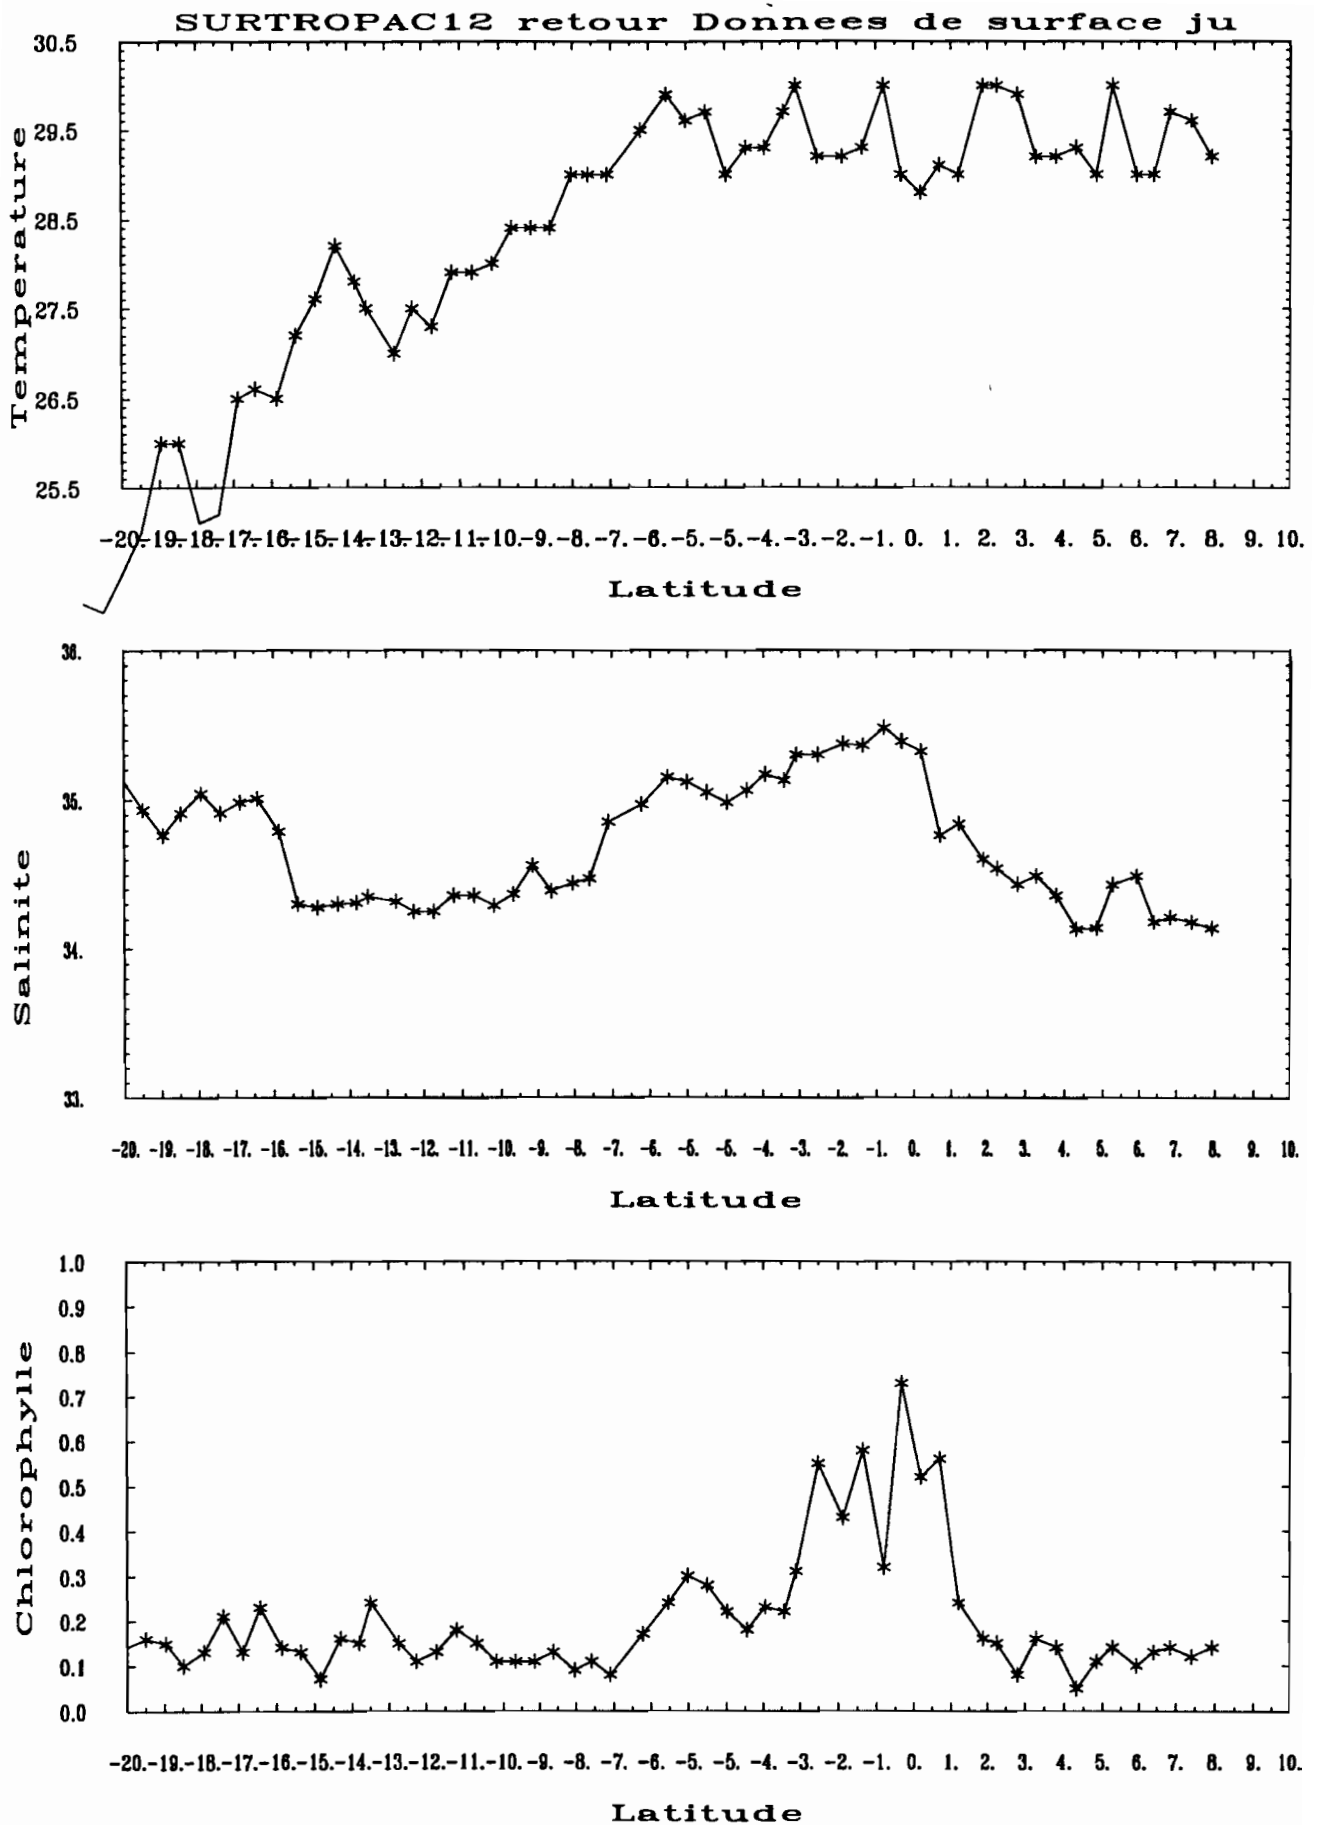 SURTROPAC12 retour Donnees de surface ju
Temperature
30.5
29.5
28.5
27.5
26.5
25.5
-20.-19.-18.-17.-16.-15.-14.-13.-12.-11.-10.-9.-8. -7. -6. -5. -5. -4. -3. -2. -1. 0. 1. 2. 3. 4. 5. 6. 7. 8. 9. 10.
Latitude
Salinite
36.
35.
34.
33.
-20. -19. -18. -17. -16. -15. -14. -13. -12. -11. -10. -9. -8. -7. -6. -5. -5. -4. -3. -2. -1. 0. 1. 2. 3. 4. 5. 6. 7. 8. 9. 10.
Latitude
Chlorophylle
1.0
0.9
0.8
0.7
0.6
0.5
0.4
0.3
0.2
0.1
0.0
-20.-19.-18.-17.-16.-15.-14.-13.-12.-11.-10. -9. -8. -7. -6. -5. -5. -4. -3. -2. -1. 0. 1. 2. 3. 4. 5. 6. 7. 8. 9. 10.
Latitude